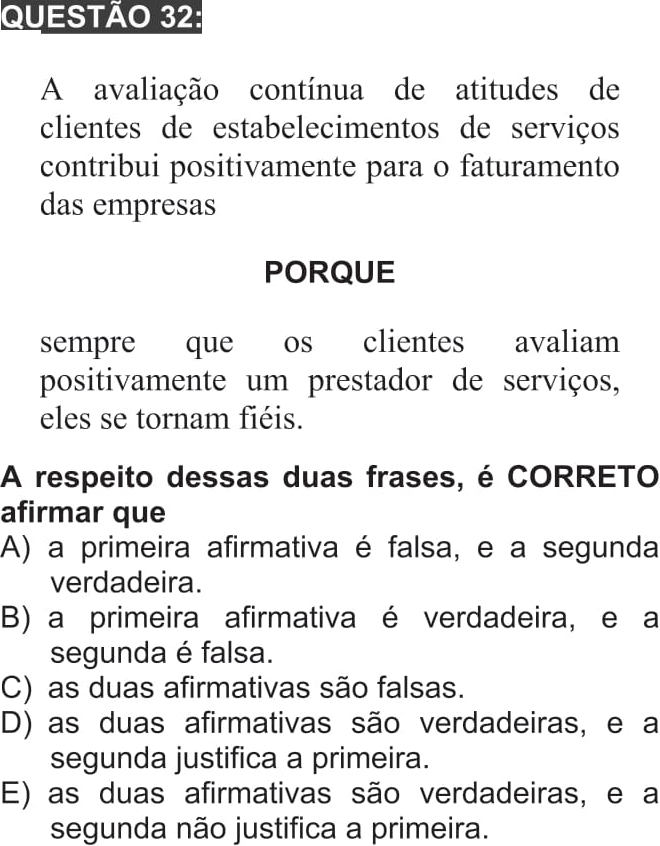 QUESTÃO 32:
A avaliação contínua de atitudes de
clientes de estabelecimentos de serviços
contribui positivamente para o faturamento
das empresas
PORQUE
sempre que os clientes avaliam
positivamente um prestador de serviços,
eles se tornam fiéis.
A respeito dessas duas frases, é CORRETO
afirmar que
A) a primeira afirmativa é falsa, e a segunda
verdadeira.
B) a primeira afirmativa é verdadeira, e a
segunda é falsa.
C) as duas afirmativas são falsas.
D) as duas afirmativas são verdadeiras, e a
segunda justifica a primeira.
E) as duas afirmativas são verdadeiras, e a
segunda não justifica a primeira.